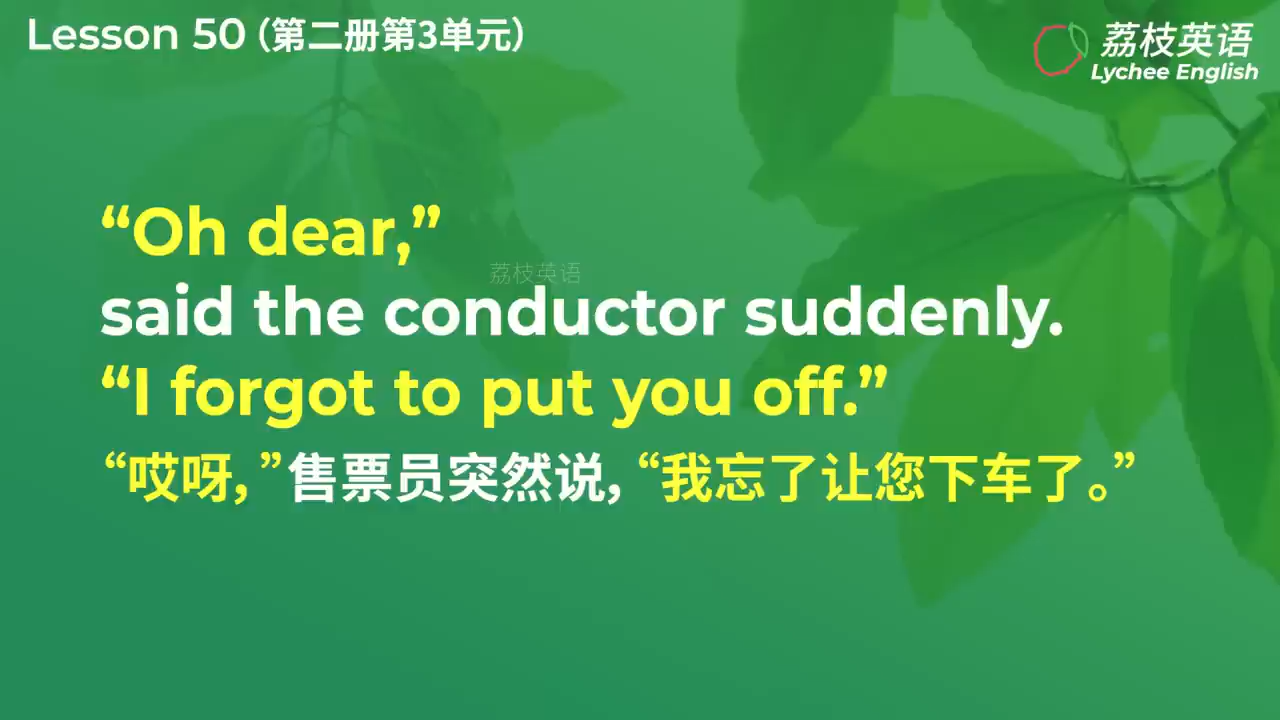 Lesson 50 (第二册第3单元)
荔枝英语
Lychee English
“Oh dear,”
荔枝英语
said the conductor suddenly.
“I forgot to put you off.”
“哎呀，”售票员突然说，“我忘了让您下车了。”